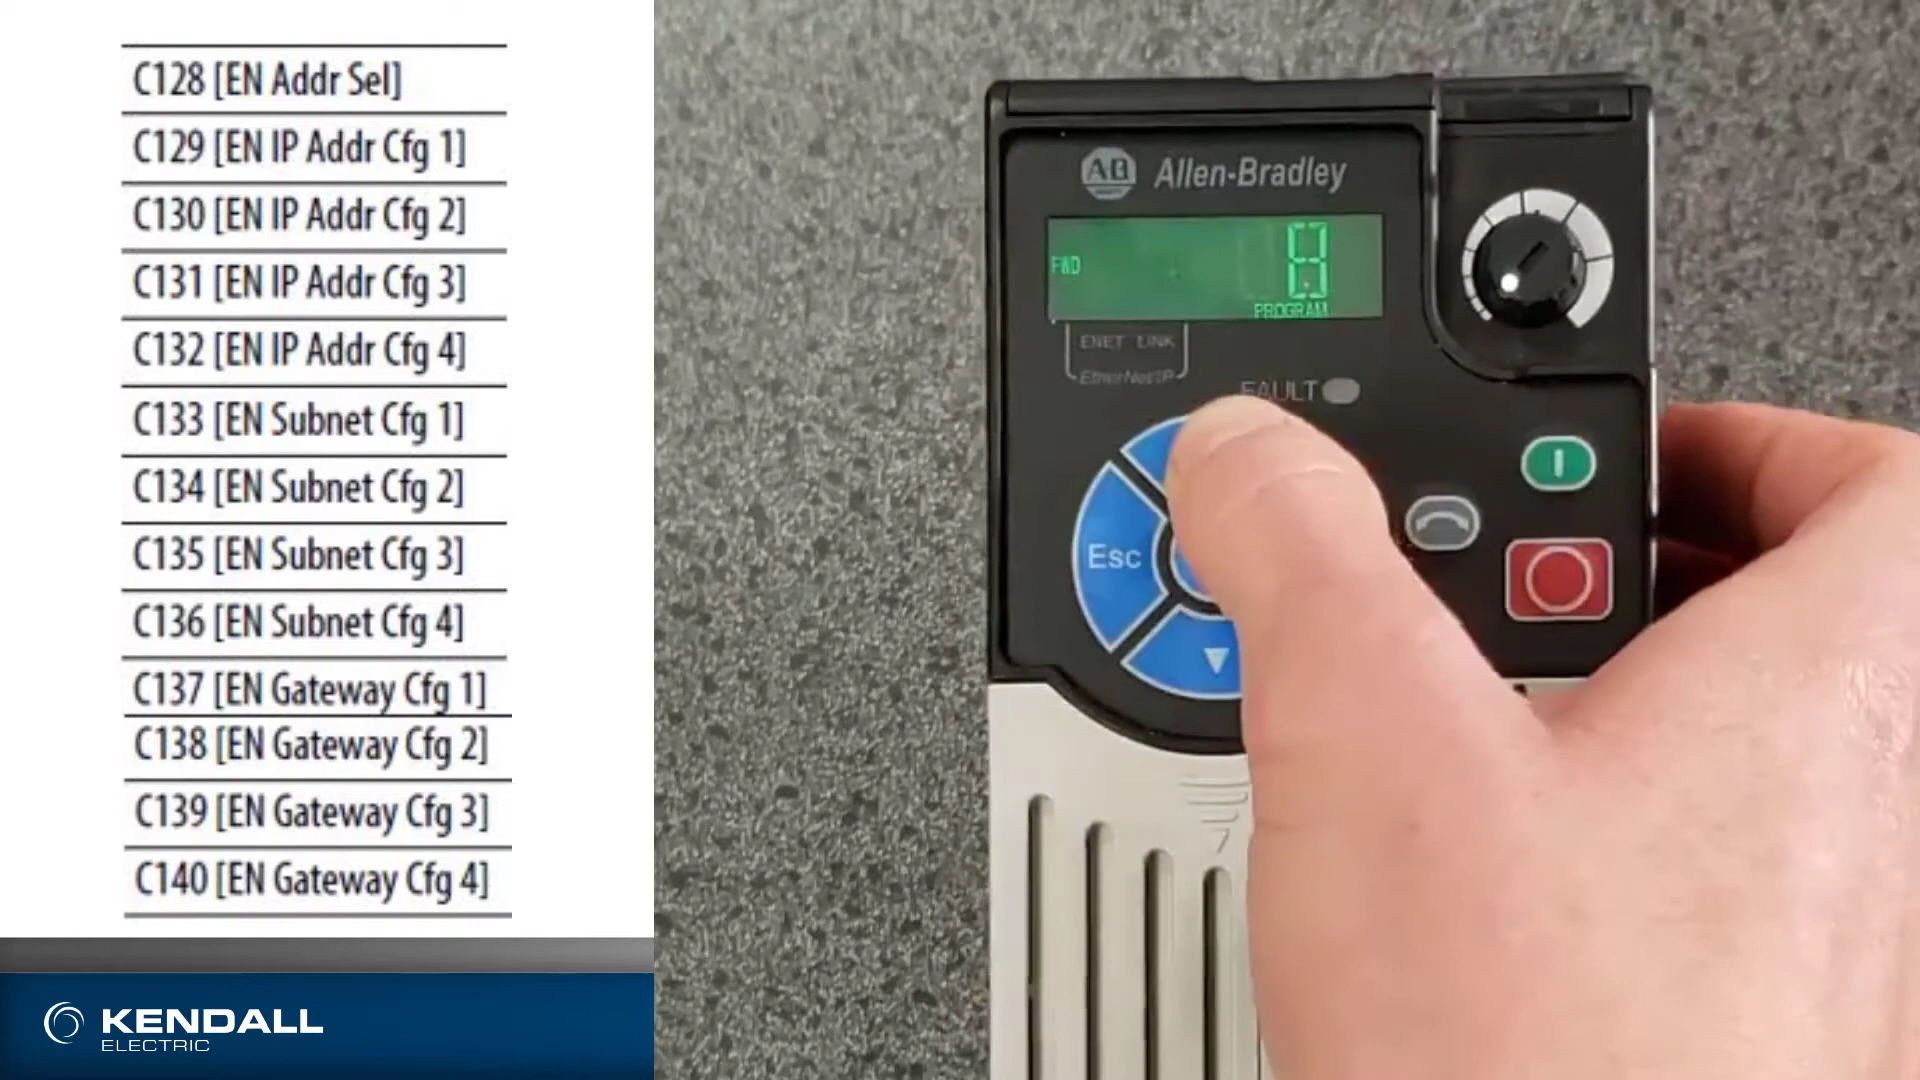 C128 [EN Addr Sel]
C129 [EN IP Addr Cfg 1]
C130 [EN IP Addr Cfg 2]
C131 [EN IP Addr Cfg 3]
C132 [EN IP Addr Cfg 4]
C133 [EN Subnet Cfg 1]
C134 [EN Subnet Cfg 2]
C135 [EN Subnet Cfg 3]
C136 [EN Subnet Cfg 4]
C137 [EN Gateway Cfg 1]
C138 [EN Gateway Cfg 2]
C139 [EN Gateway Cfg 3]
C140 [EN Gateway Cfg 4]
KENDALL
ELECTRIC
AB Allen-Bradley
FWD
PROGRAM
ENET LINK
EtherNet/IP
FAULT
Esc